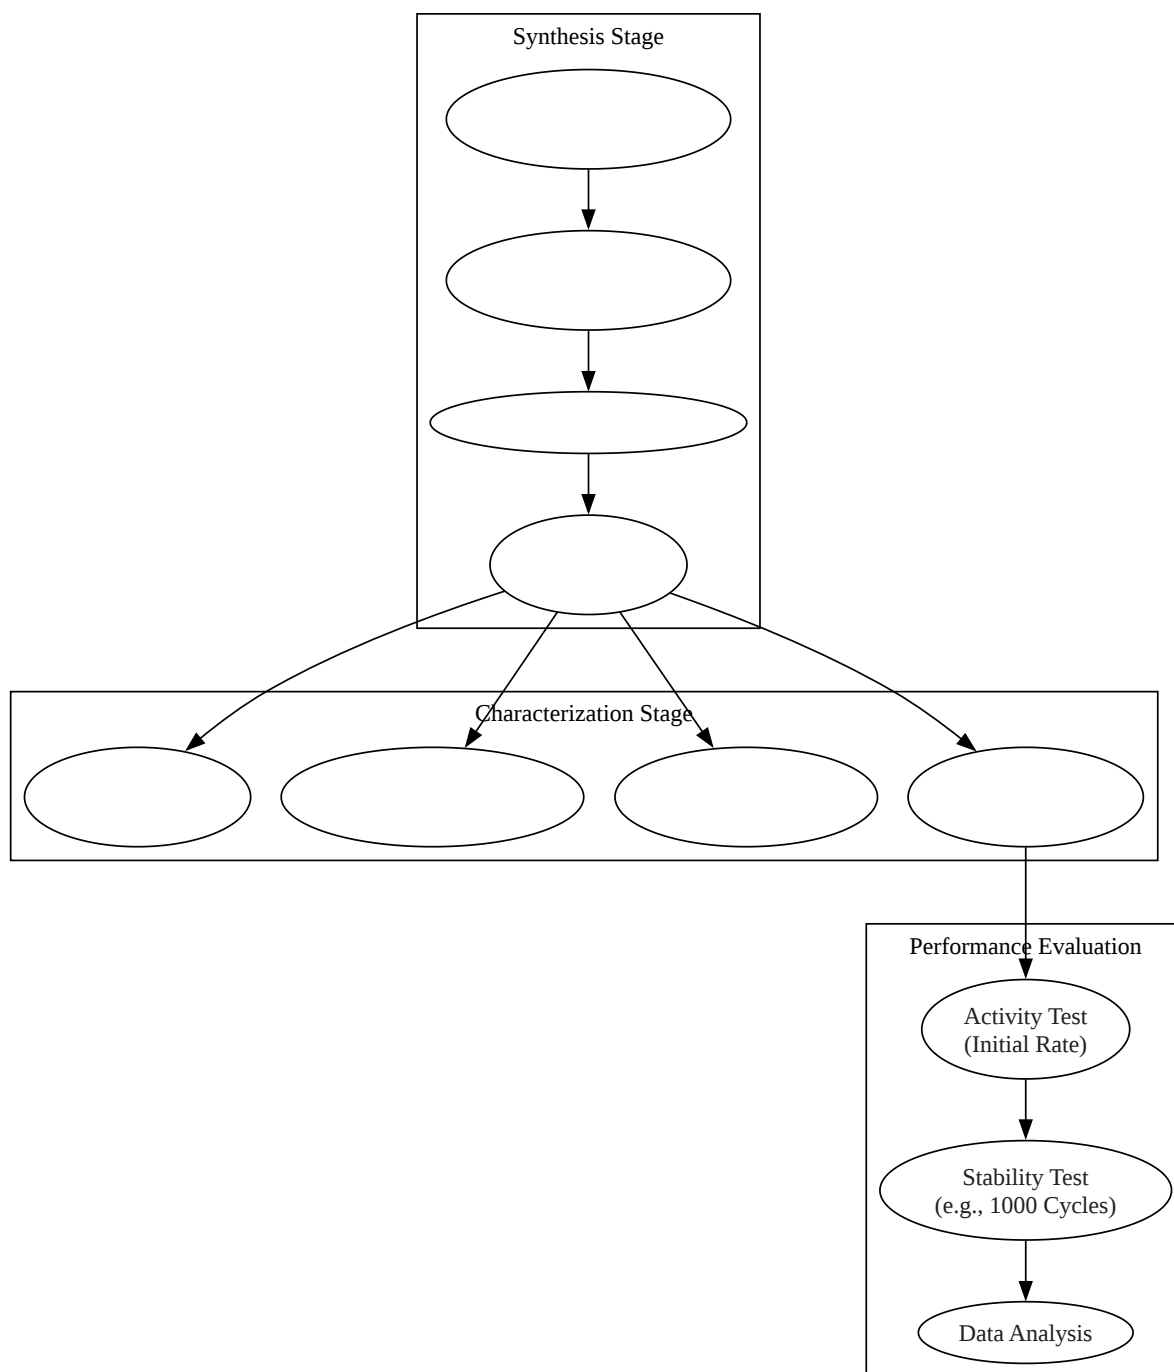 Synthesis Stage
Characterization Stage
Performance Evaluation
Activity Test
(Initial Rate)
Stability Test
(e.g., 1000 Cycles)
Data Analysis